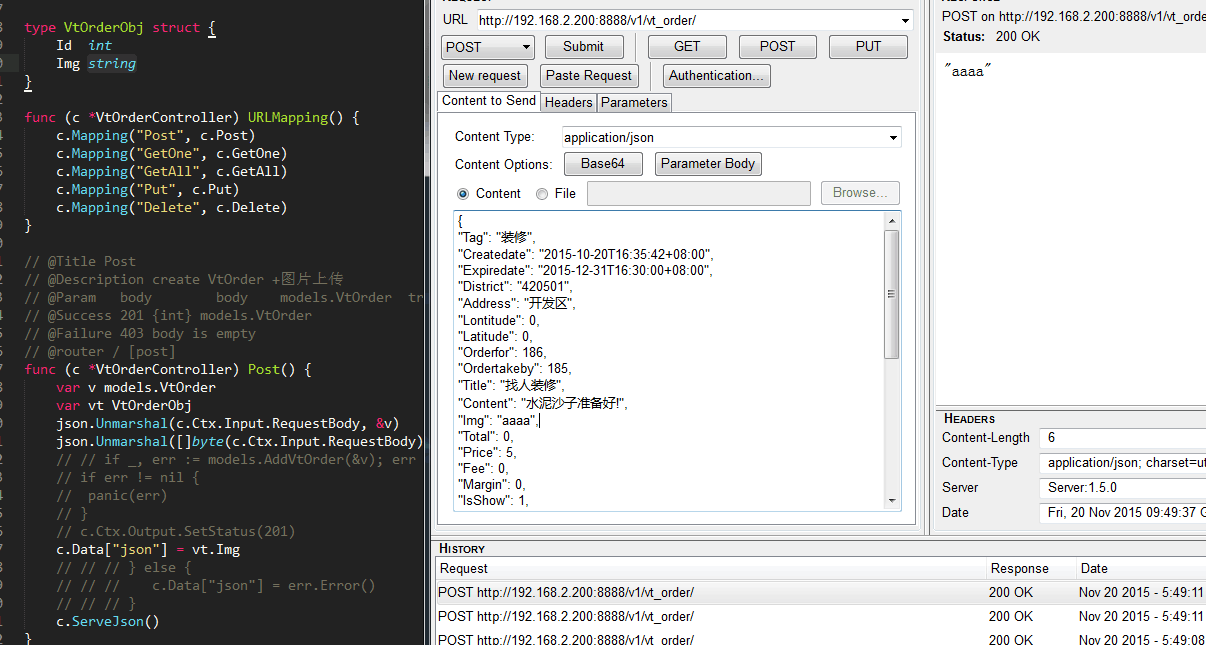 type VtOrderObj struct {
Id int
Img string
}
func (c *VtOrderController) URLMapping() {
c.Mapping("Post", c.Post)
c.Mapping("GetOne", c.GetOne)
c.Mapping("GetAll", c.GetAll)
c.Mapping("Put", c.Put)
c.Mapping("Delete", c.Delete)
}
// @Title Post
// @Description create VtOrder +图片上传
// @Param body body models.VtOrder tr
// @Success 201 {int} models.VtOrder
// @Failure 403 body is empty
// @router / [post]
func (c *VtOrderController) Post() {
var v models.VtOrder
var vt VtOrderObj
json.Unmarshal(c.Ctx.Input.RequestBody, &v)
json.Unmarshal([]byte(c.Ctx.Input.RequestBody)
// // if _, err := models.AddVtOrder(&v); err
// if err != nil {
// panic(err)
// }
// c.Ctx.Output.SetStatus(201)
c.Data["json"] = vt.Img
// // // } else {
// // // c.Data["json"] = err.Error()
// // // }
c.ServeJson()
}
URL http://192.168.2.200:8888/v1/vt_order/
POST Submit GET POST PUT
New request Paste Request Authentication...
Content to Send Headers Parameters
Content Type: application/json
Content Options: Base64 Parameter Body
Content File Browse...
{
"Tag": "装修",
"Createdate": "2015-10-20T16:35:42+08:00",
"Expiredate": "2015-12-31T16:30:00+08:00",
"District": "420501",
"Address": "开发区",
"Lontitude": 0,
"Latitude": 0,
"Orderfor": 186,
"Ordertakeby": 185,
"Title": "找人装修",
"Content": "水泥沙子准备好!",
"Img": "aaaa",
"Total": 0,
"Price": 5,
"Fee": 0,
"Margin": 0,
"IsShow": 1,
POST on http://192.168.2.200:8888/v1/vt_orde
Status: 200 OK
"aaaa"
HEADERS
Content-Length 6
Content-Type application/json; charset=ut
Server Server:1.5.0
Date Fri, 20 Nov 2015 09:49:37 G
HISTORY
Request Response Date
POST http://192.168.2.200:8888/v1/vt_order/ 200 OK Nov 20 2015 - 5:49:11
POST http://192.168.2.200:8888/v1/vt_order/ 200 OK Nov 20 2015 - 5:49:11
POST http://192.168.2.200:8888/v1/vt_order/ 200 OK Nov 20 2015 - 5:49:08